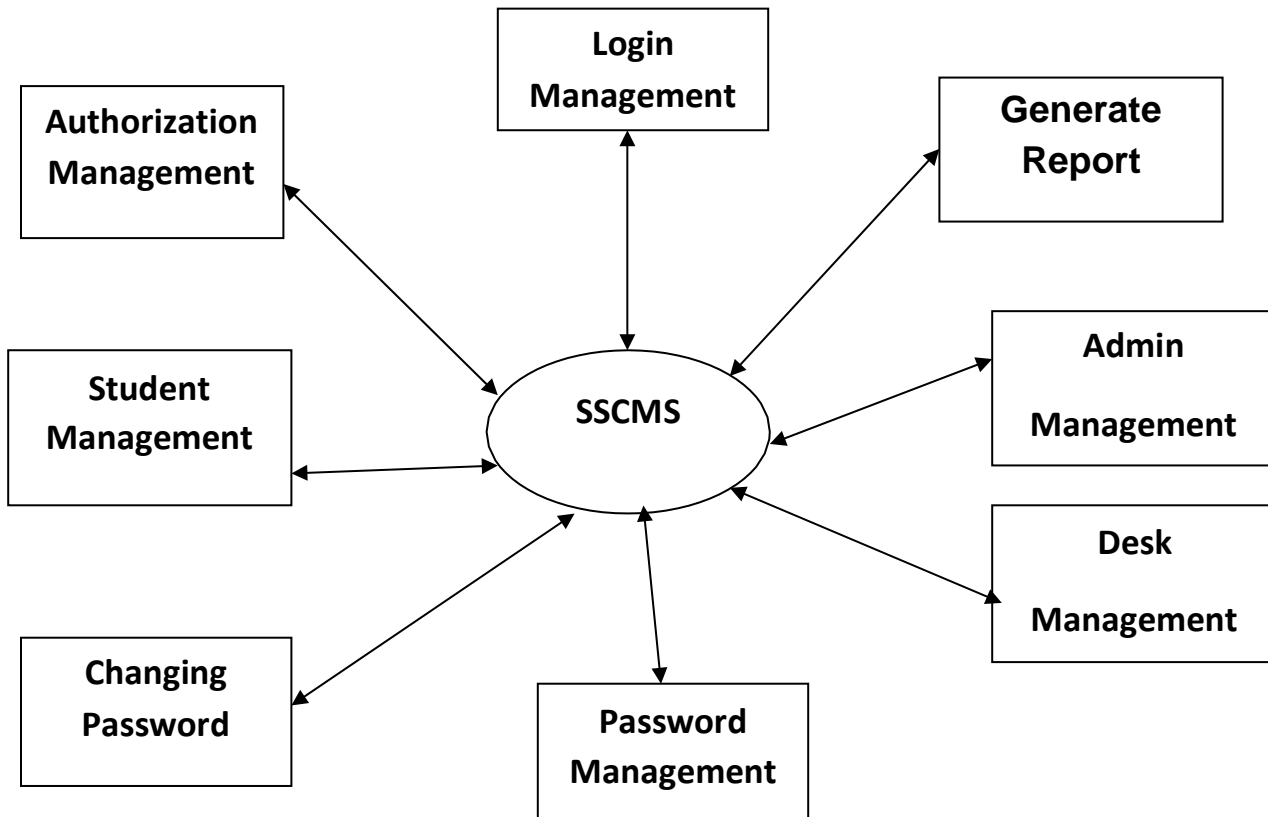 Login
Management
Authorization
Management
Generate
Report
Student
Management
SSCMS
Admin
Management
Desk
Management
Changing
Password
Password
Management